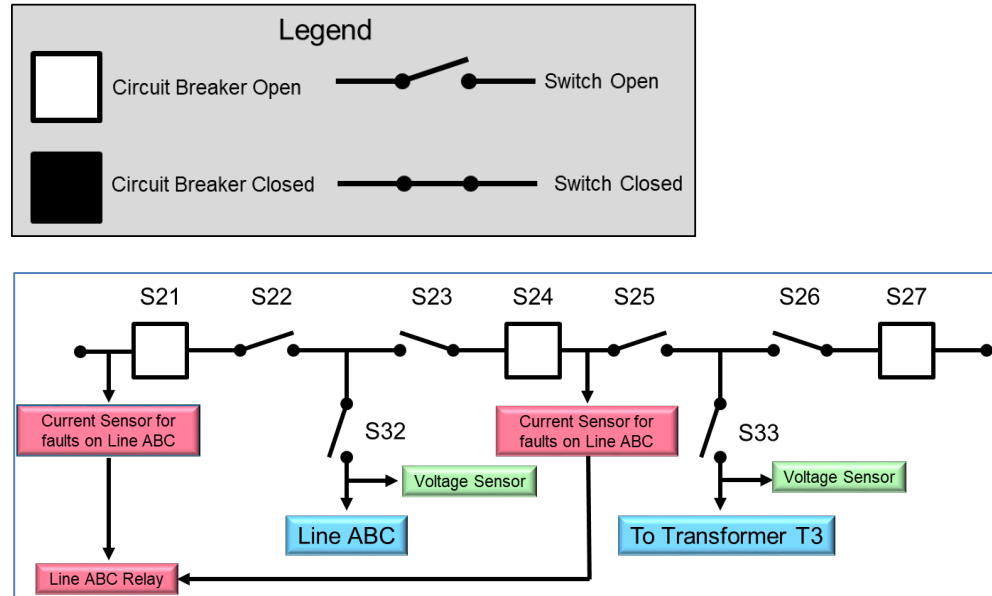 Legend
Circuit Breaker Open
Switch Open
Circuit Breaker Closed
Switch Closed
S21
S22
S23
S24
S25
S26
S27
Current Sensor for
faults on Line ABC
S32
Current Sensor for
faults on Line ABC
S33
Voltage Sensor
Voltage Sensor
Line ABC
To Transformer T3
Line ABC Relay